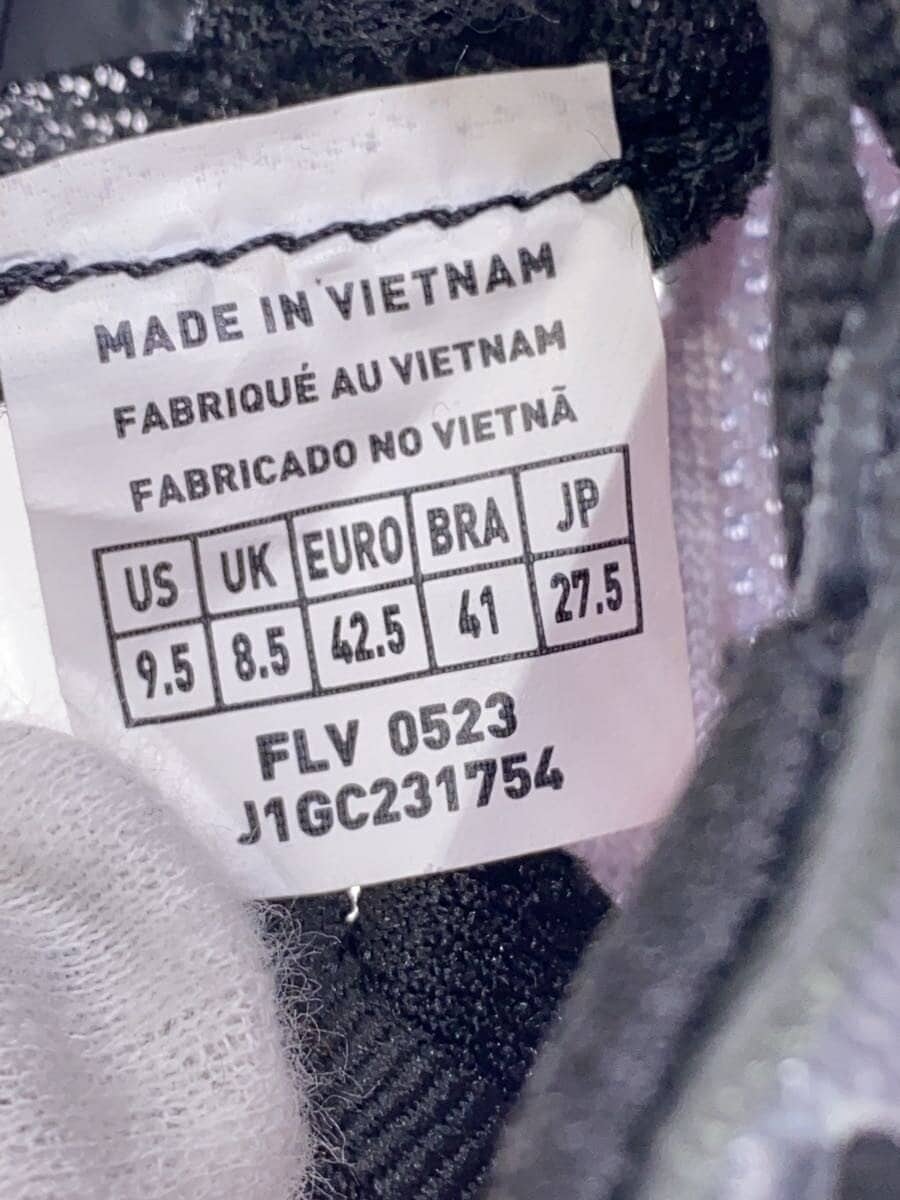 MADE IN VIETNAM
FABRIQUÉ AU VIETNAM
FABRICADO NO VIETNÃ
US UK EURO BRA JP
9.5 8.5 42.5 41 27.5
FLV 0523
J1GC231754